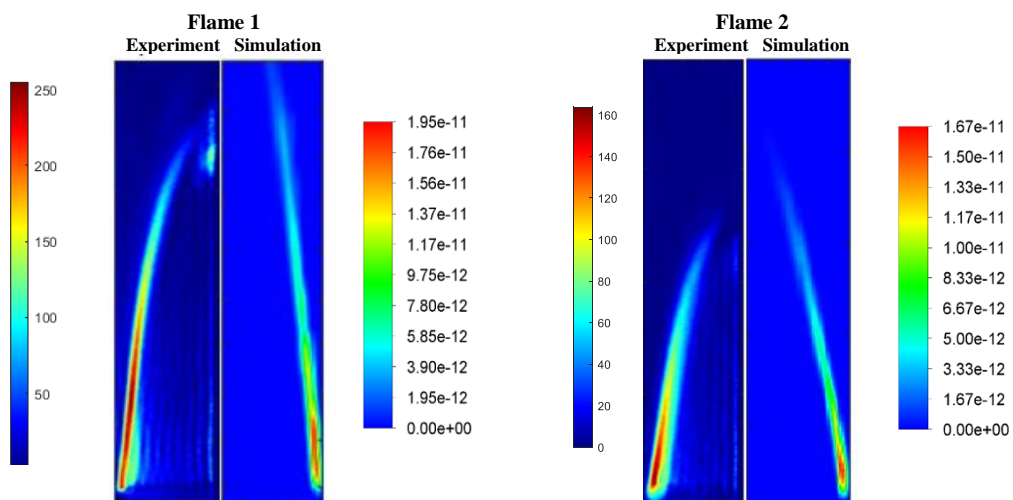 Flame 1
Experiment Simulation
250
200
150
100
50
1.95e-11
1.76e-11
1.56e-11
1.37e-11
1.17e-11
9.75e-12
7.80e-12
5.85e-12
3.90e-12
1.95e-12
0.00e+00
Flame 2
Experiment Simulation
160
140
120
100
80
60
40
20
0
1.67e-11
1.50e-11
1.33e-11
1.17e-11
1.00e-11
8.33e-12
6.67e-12
5.00e-12
3.33e-12
1.67e-12
0.00e+00